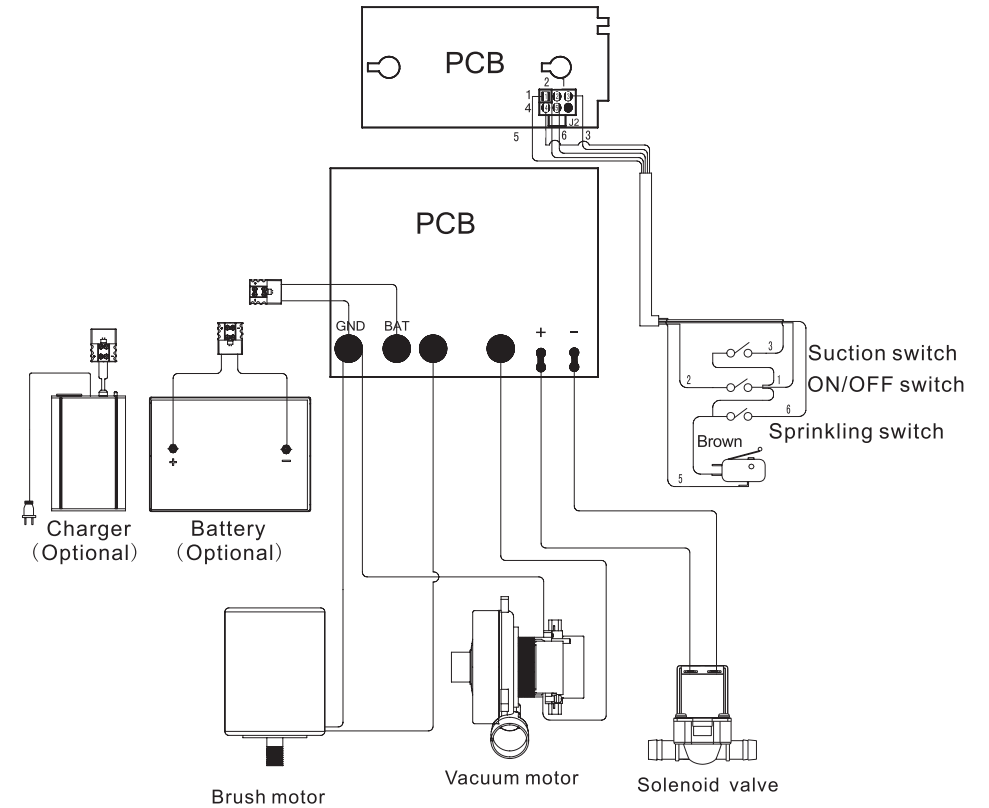 PCB
2
1
4
J2
5
6
3
PCB
GND
BAT
+
-
3
Suction switch
2
1
ON/OFF switch
6
Sprinkling switch
Brown
5
+
-
Charger
(Optional)
Battery
(Optional)
Vacuum motor
Solenoid valve
Brush motor